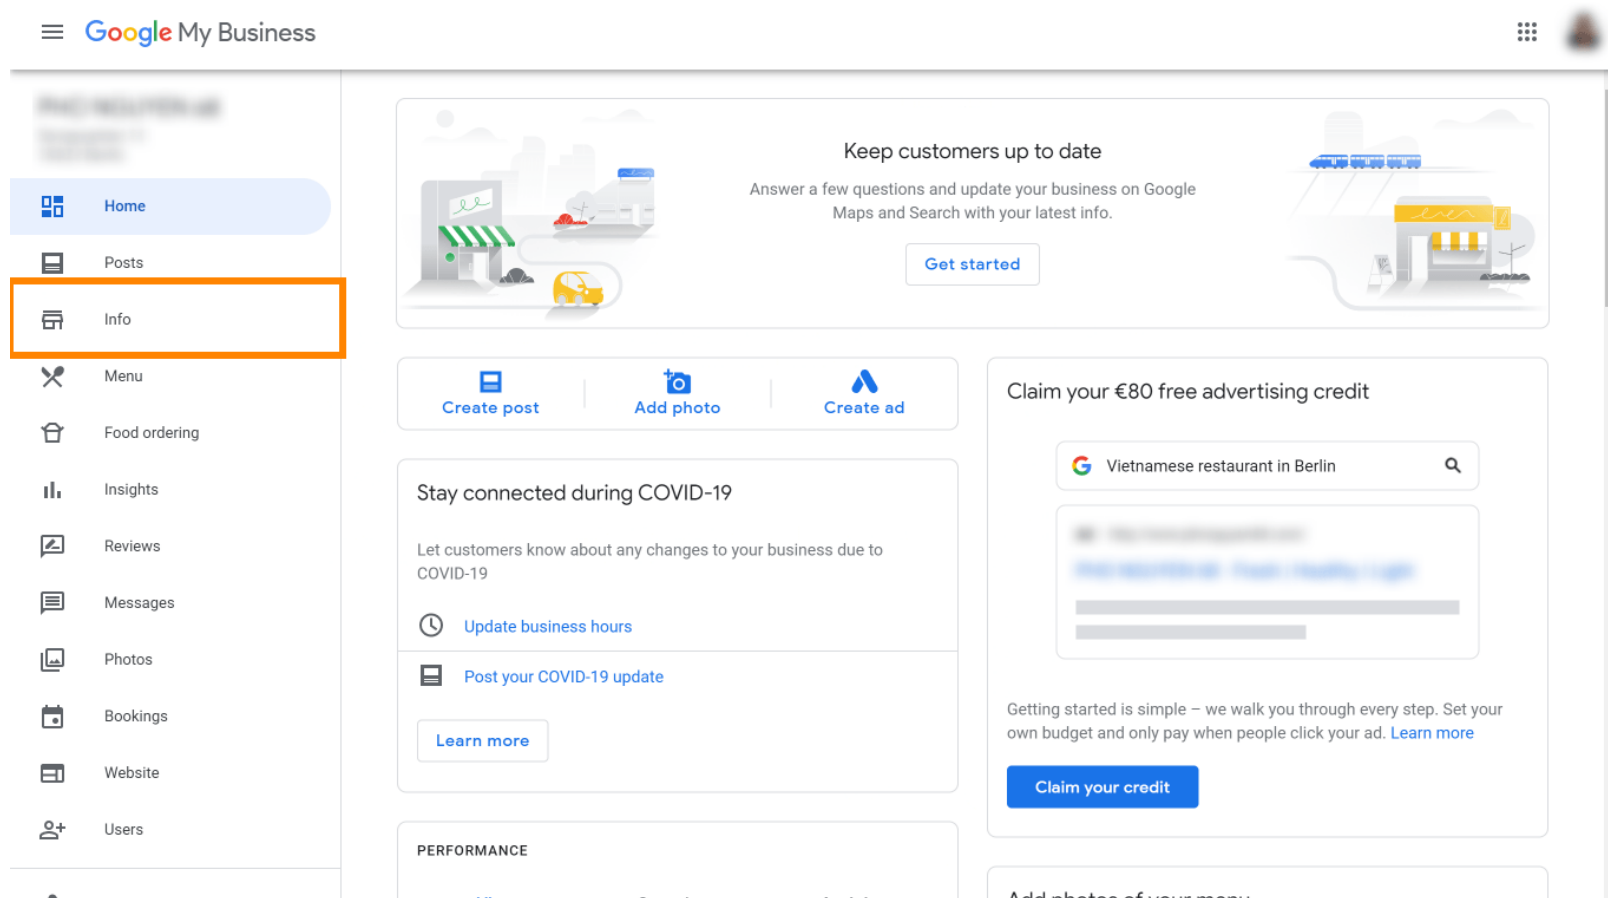 Google My Business
Home
Posts
Info
Menu
Food ordering
Insights
Reviews
Messages
Photos
Bookings
Website
Users
Keep customers up to date
Answer a few questions and update your business on Google
Maps and Search with your latest info.
Get started
Create post
Add photo
Create ad
Stay connected during COVID-19
Let customers know about any changes to your business due to
COVID-19
Update business hours
Post your COVID-19 update
Learn more
PERFORMANCE
Claim your €80 free advertising credit
Vietnamese restaurant in Berlin
Getting started is simple – we walk you through every step. Set your
own budget and only pay when people click your ad. Learn more
Claim your credit
Add photos of your menu